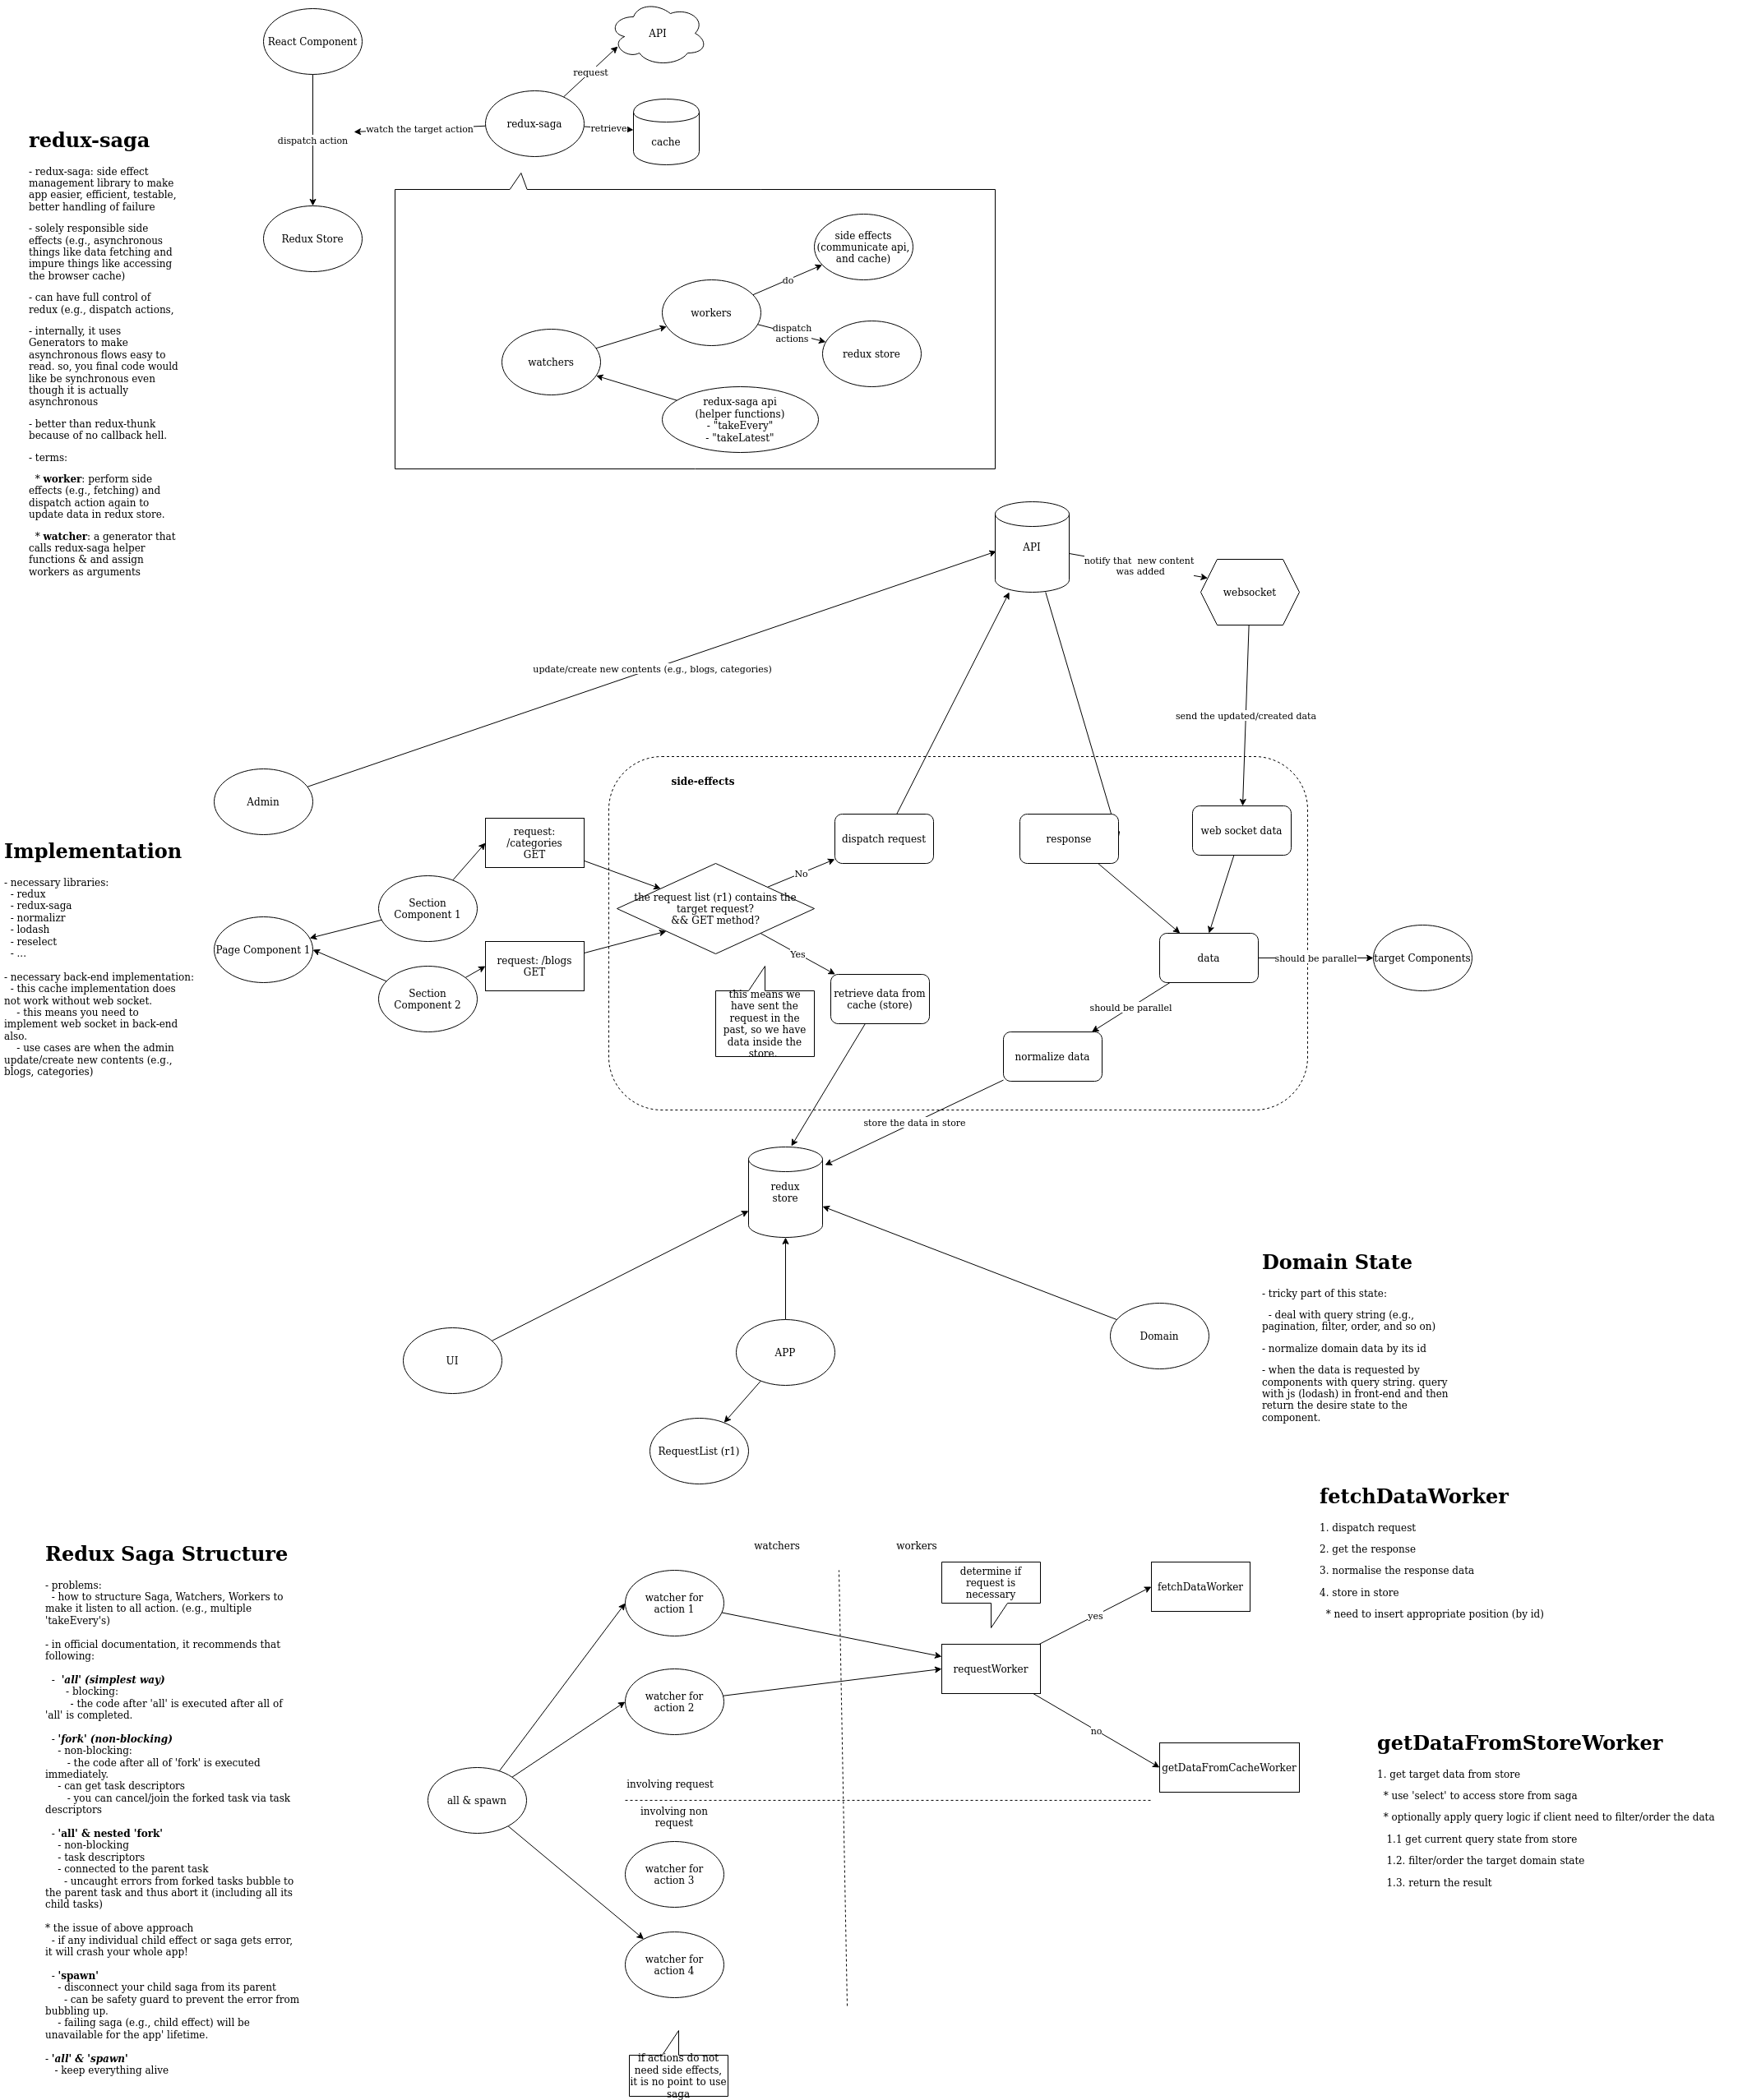 React Component
API
request
redux-saga
watch the target action
retrieve
cache
dispatch action
Redux Store
redux-saga
- redux-saga: side effect
management library to make
app easier, efficient, testable,
better handling of failure
- solely responsible side
effects (e.g., asynchronous
things like data fetching and
impure things like accessing
the browser cache)
- can have full control of
redux (e.g., dispatch actions,
- internally, it uses
Generators to make
asynchronous flows easy to
read. so, you final code would
like be synchronous even
though it is actually
asynchronous
- better than redux-thunk
because of no callback hell.
- terms:
* worker: perform side
effects (e.g., fetching) and
dispatch action again to
update data in redux store.
* watcher: a generator that
calls redux-saga helper
functions & and assign
workers as arguments
side effects
(communicate api,
and cache)
do
workers
dispatch
actions
redux store
watchers
redux-saga api
(helper functions)
- "takeEvery"
- "takeLatest"
API
notify that  new content
was added
websocket
update/create new contents (e.g., blogs, categories)
send the updated/created data
Admin
side-effects
Implementation
- necessary libraries:
- redux
- redux-saga
- normalizr
- lodash
- reselect
- ...
- necessary back-end implementation:
- this cache implementation does
not work without web socket.
- this means you need to
implement web socket in back-end
also.
- use cases are when the admin
update/create new contents (e.g.,
blogs, categories)
request:
/categories
GET
Section
Component 1
Page Component 1
request: /blogs
GET
Section
Component 2
dispatch request
response
web socket data
No
the request list (r1) contains the
target request?
&& GET method?
Yes
this means we
have sent the
request in the
past, so we have
data inside the
store.
retrieve data from
cache (store)
data
should be parallel
target Components
should be parallel
normalize data
store the data in store
redux
store
UI
APP
Domain
RequestList (r1)
Domain State
- tricky part of this state:
- deal with query string (e.g.,
pagination, filter, order, and so on)
- normalize domain data by its id
- when the data is requested by
components with query string. query
with js (lodash) in front-end and then
return the desire state to the
component.
fetchDataWorker
1. dispatch request
2. get the response
3. normalise the response data
4. store in store
* need to insert appropriate position (by id)
Redux Saga Structure
- problems:
- how to structure Saga, Watchers, Workers to
make it listen to all action. (e.g., multiple
'takeEvery's)
- in official documentation, it recommends that
following:
- 'all' (simplest way)
- blocking:
- the code after 'all' is executed after all of
'all' is completed.
- 'fork' (non-blocking)
- non-blocking:
- the code after all of 'fork' is executed
immediately.
- can get task descriptors
- you can cancel/join the forked task via task
descriptors
- 'all' & nested 'fork'
- non-blocking
- task descriptors
- connected to the parent task
- uncaught errors from forked tasks bubble to
the parent task and thus abort it (including all its
child tasks)
* the issue of above approach
- if any individual child effect or saga gets error,
it will crash your whole app!
- 'spawn'
- disconnect your child saga from its parent
- can be safety guard to prevent the error from
bubbling up.
- failing saga (e.g., child effect) will be
unavailable for the app' lifetime.
- 'all' & 'spawn'
- keep everything alive
watchers
workers
watcher for
action 1
determine if
request is
necessary
fetchDataWorker
yes
requestWorker
watcher for
action 2
no
getDataFromCacheWorker
all & spawn
involving request
involving non
request
watcher for
action 3
watcher for
action 4
if actions do not
need side effects,
it is no point to use
saga
getDataFromStoreWorker
1. get target data from store
* use 'select' to access store from saga
* optionally apply query logic if client need to filter/order the data
1.1 get current query state from store
1.2. filter/order the target domain state
1.3. return the result